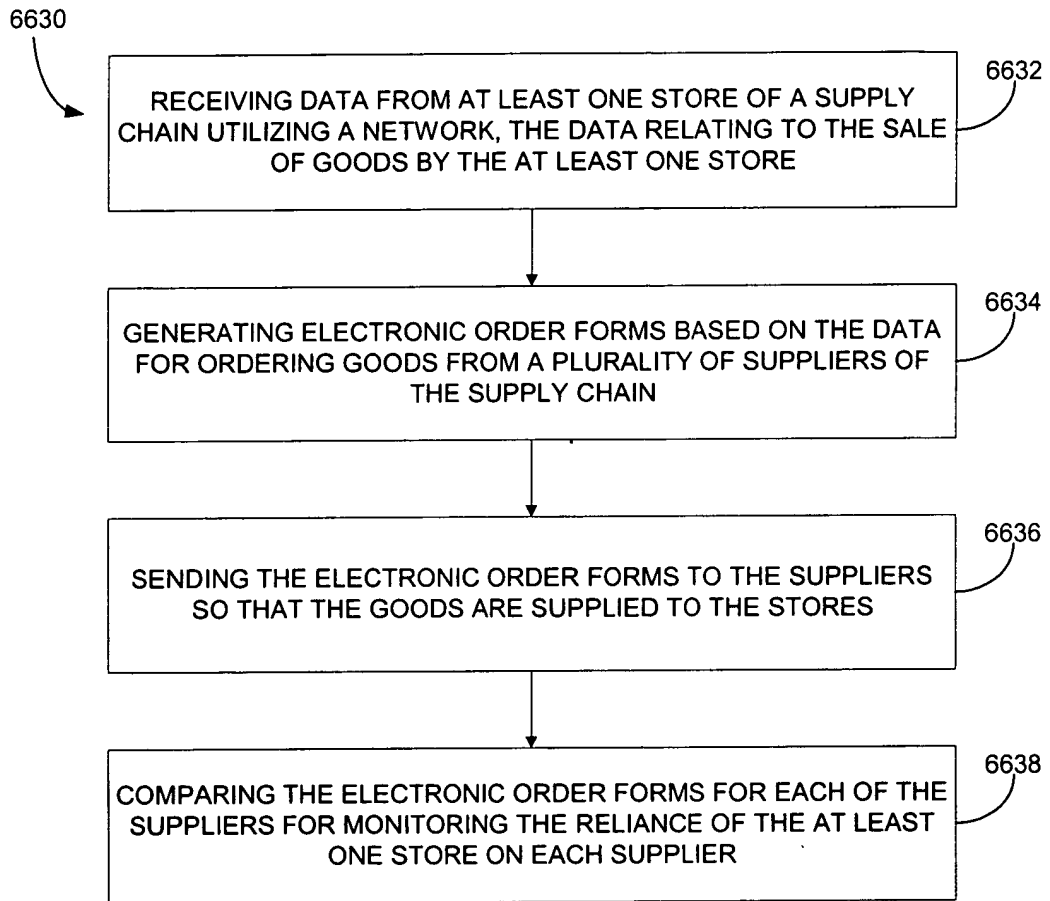 6630
6632
RECEIVING DATA FROM AT LEAST ONE STORE OF A SUPPLY
CHAIN UTILIZING A NETWORK, THE DATA RELATING TO THE SALE
OF GOODS BY THE AT LEAST ONE STORE
6634
GENERATING ELECTRONIC ORDER FORMS BASED ON THE DATA
FOR ORDERING GOODS FROM A PLURALITY OF SUPPLIERS OF
THE SUPPLY CHAIN
6636
SENDING THE ELECTRONIC ORDER FORMS TO THE SUPPLIERS
SO THAT THE GOODS ARE SUPPLIED TO THE STORES
6638
COMPARING THE ELECTRONIC ORDER FORMS FOR EACH OF THE
SUPPLIERS FOR MONITORING THE RELIANCE OF THE AT LEAST
ONE STORE ON EACH SUPPLIER